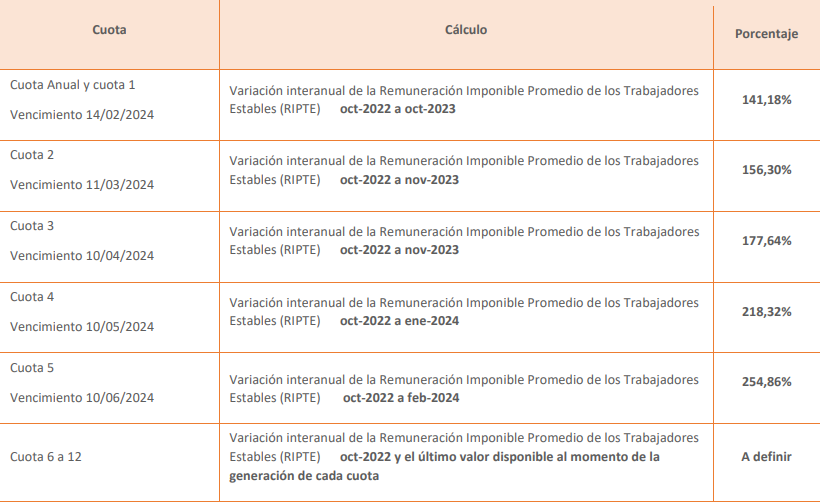 Cuota
Cálculo
Porcentaje
Cuota Anual y cuota 1
Vencimiento 14/02/2024
Variación interanual de la Remuneración Imponible Promedio de los Trabajadores
Estables (RIPTE) oct-2022 a oct-2023
141,18%
Cuota 2
Vencimiento 11/03/2024
Variación interanual de la Remuneración Imponible Promedio de los Trabajadores
Estables (RIPTE) oct-2022 a nov-2023
156,30%
Cuota 3
Vencimiento 10/04/2024
Variación interanual de la Remuneración Imponible Promedio de los Trabajadores
Estables (RIPTE) oct-2022 a nov-2023
177,64%
Cuota 4
Vencimiento 10/05/2024
Variación interanual de la Remuneración Imponible Promedio de los Trabajadores
Estables (RIPTE) oct-2022 a ene-2024
218,32%
Cuota 5
Vencimiento 10/06/2024
Variación interanual de la Remuneración Imponible Promedio de los Trabajadores
Estables (RIPTE) oct-2022 a feb-2024
254,86%
Cuota 6 a 12
Variación interanual de la Remuneración Imponible Promedio de los Trabajadores
Estables (RIPTE) oct-2022 y el último valor disponible al momento de la
generación de cada cuota
A definir